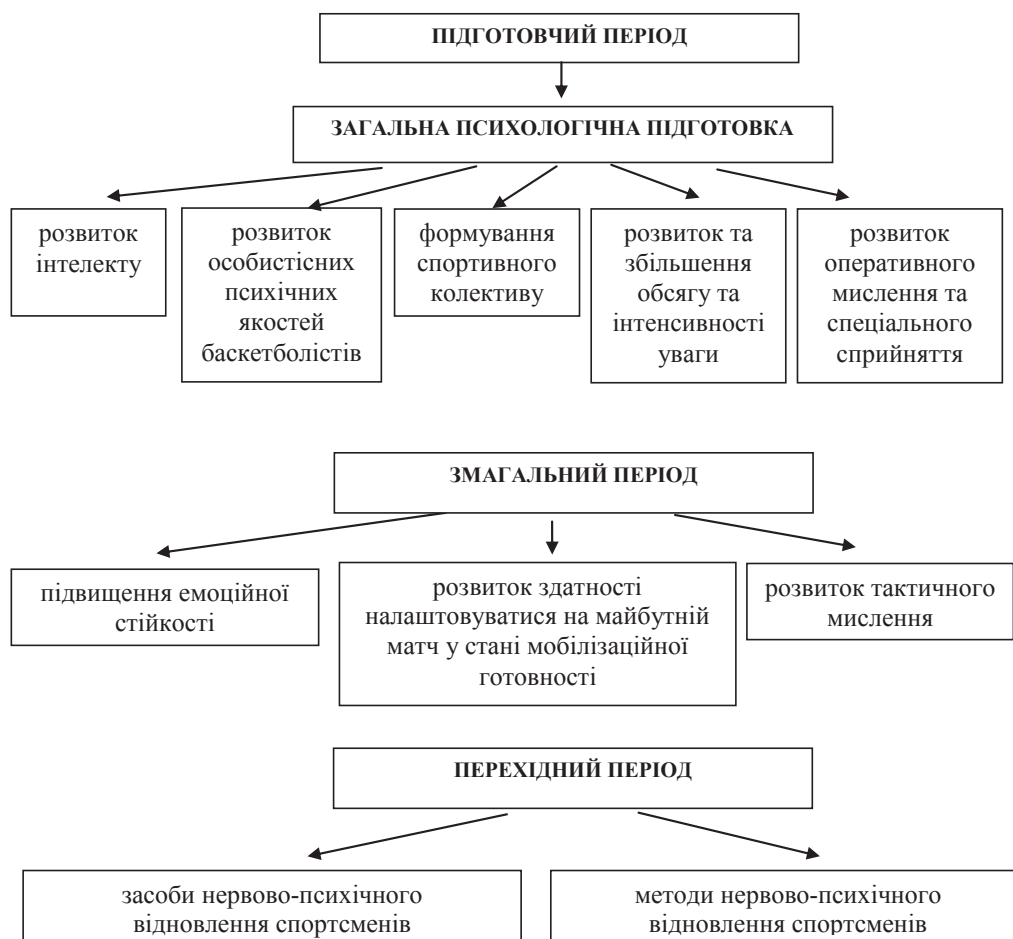 ПІДГОТОВЧИЙ ПЕРІОД
ЗАГАЛЬНА ПСИХОЛОГІЧНА ПІДГОТОВКА
розвиток
інтелекту
розвиток
особистісних
психічних
якостей
баскетболістів
формування
спортивного
колективу
розвиток та
збільшення
обсягу та
інтенсивності
уваги
розвиток
оперативного
мислення та
спеціального
сприйняття
ЗМАГАЛЬНИЙ ПЕРІОД
підвищення емоційної
стійкості
розвиток здатності
налаштовуватися на майбутній
матч у стані мобілізаційної
готовності
розвиток тактичного
мислення
ПЕРЕХІДНИЙ ПЕРІОД
засоби нервово-психічного
відновлення спортсменів
методи нервово-психічного
відновлення спортсменів